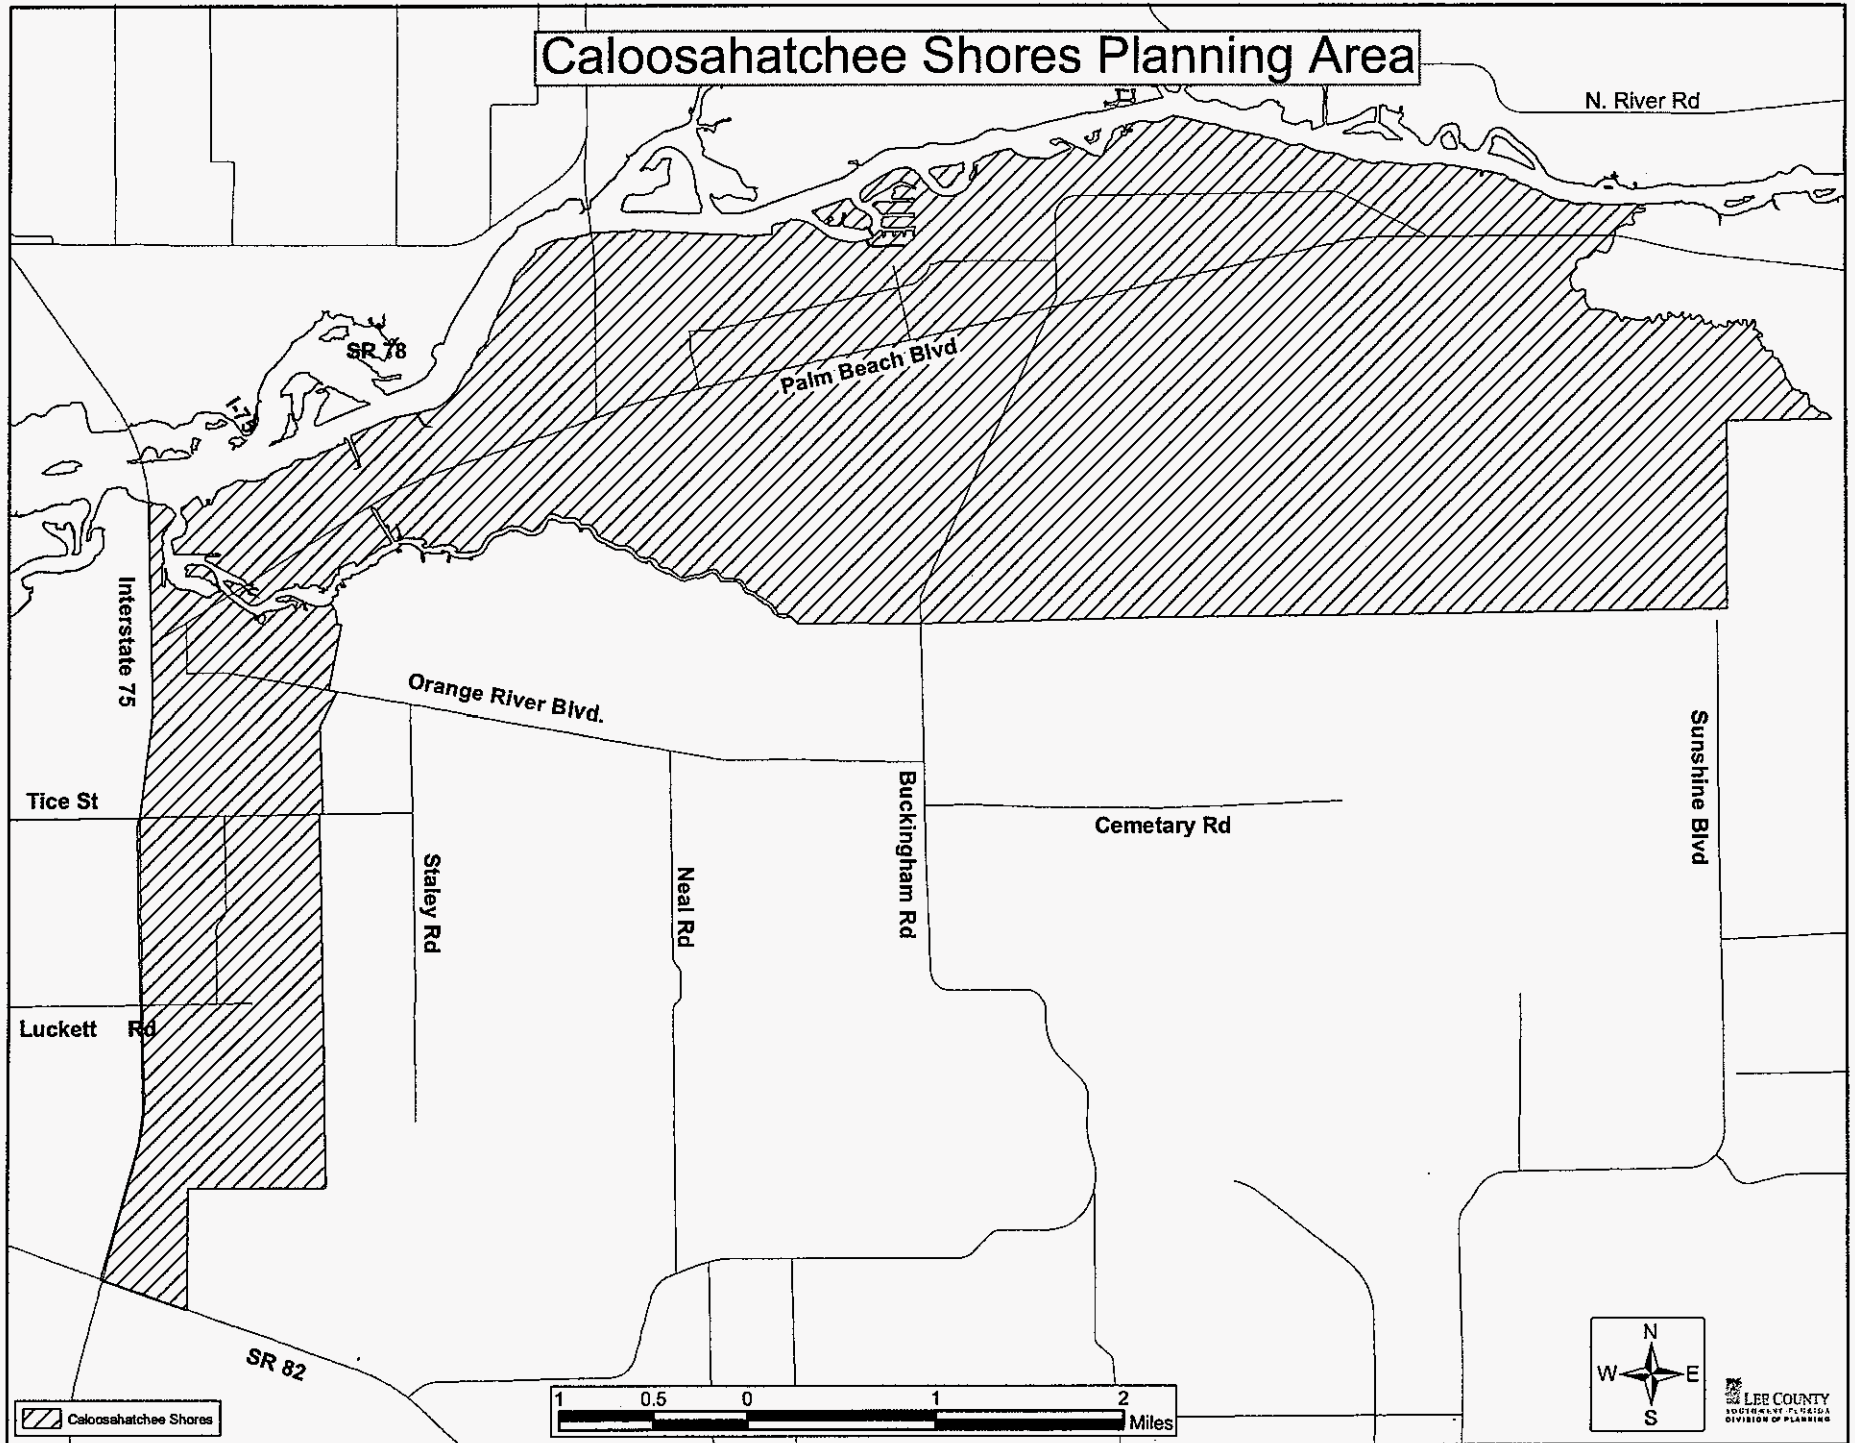 Caloosahatchee Shores Planning Area
N. River Rd
SR 78
I-75
Palm Beach Blvd
Interstate 75
Orange River Blvd.
Tice St
Staley Rd
Neal Rd
Buckingham Rd
Cemetary Rd
Sunshine Blvd
Luckett Rd
SR 82
Caloosahatchee Shores
1 0.5 0 1 2
Miles
N
W E
S
LEE COUNTY
SOUTHWEST FLORIDA
DIVISION OF PLANNING